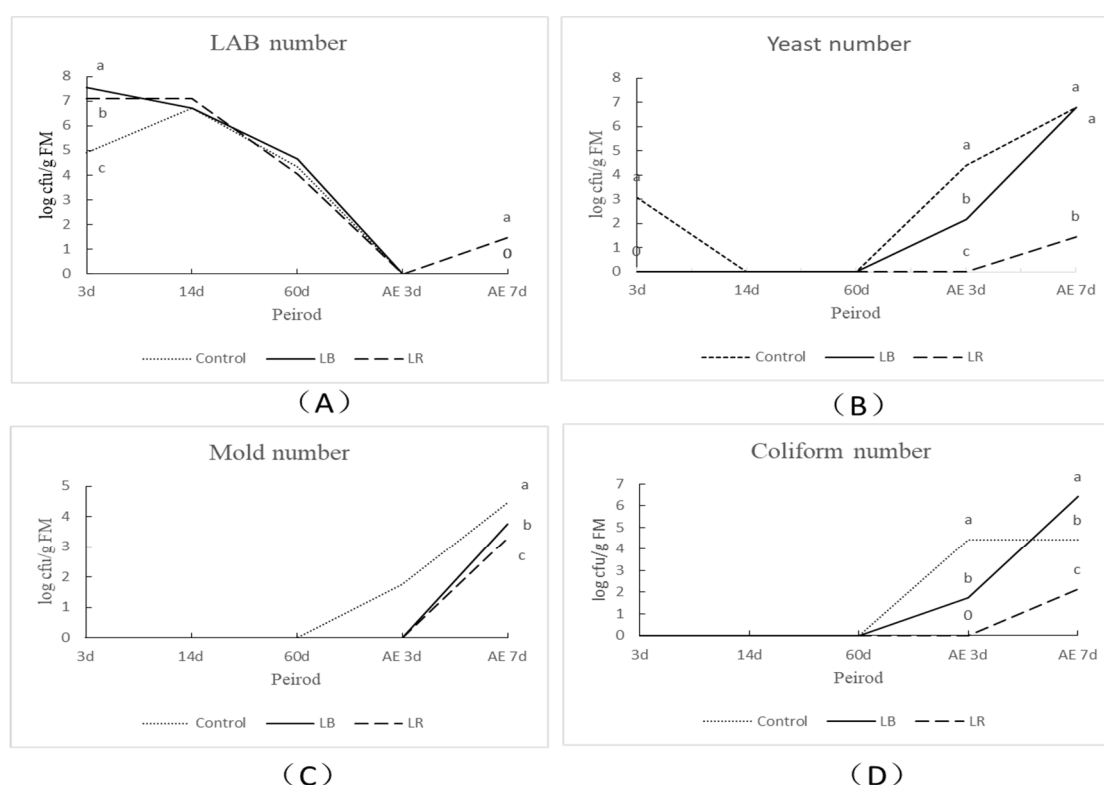 LAB number
a
8
7
b
6
5
c
4
3
2
a
1
0
0
log cfu/g FM
3d 14d 60d AE 3d AE 7d
Peirod
Control LB LR
(A)
Yeast number
8
a
7
a
6
a
5
4
a
3
b
b
2
1
0
c
0
log cfu/g FM
3d 14d 60d AE 3d AE 7d
Peirod
Control LB LR
(B)
Mold number
5
a
4
b
3
c
2
1
0
log cfu/g FM
3d 14d 60d AE 3d AE 7d
Peirod
Control LB LR
(C)
Coliform number
7
a
6
5
a
b
4
3
b
c
2
1
0
0
log cfu/g FM
3d 14d 60d AE 3d AE 7d
Peirod
Control LB LR
(D)